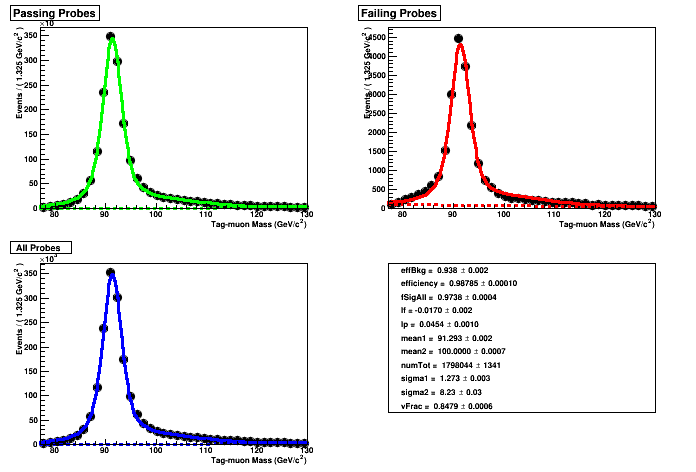 Passing Probes
×10³
Events / ( 1.325 GeV/c² )
350
300
250
200
150
100
50
0
80 90 100 110 120 130
Tag-muon Mass (GeV/c²)
Failing Probes
Events / ( 1.325 GeV/c² )
4500
4000
3500
3000
2500
2000
1500
1000
500
0
80 90 100 110 120 130
Tag-muon Mass (GeV/c²)
All Probes
×10³
Events / ( 1.325 GeV/c² )
350
300
250
200
150
100
50
0
80 90 100 110 120 130
Tag-muon Mass (GeV/c²)
effBkg = 0.938 ± 0.002
efficiency = 0.98785 ± 0.00010
fSigAll = 0.9738 ± 0.0004
lf = -0.0170 ± 0.002
lp = 0.0454 ± 0.0010
mean1 = 91.293 ± 0.002
mean2 = 100.0000 ± 0.0007
numTot = 1798044 ± 1341
sigma1 = 1.273 ± 0.003
sigma2 = 8.23 ± 0.03
vFrac = 0.8479 ± 0.0006